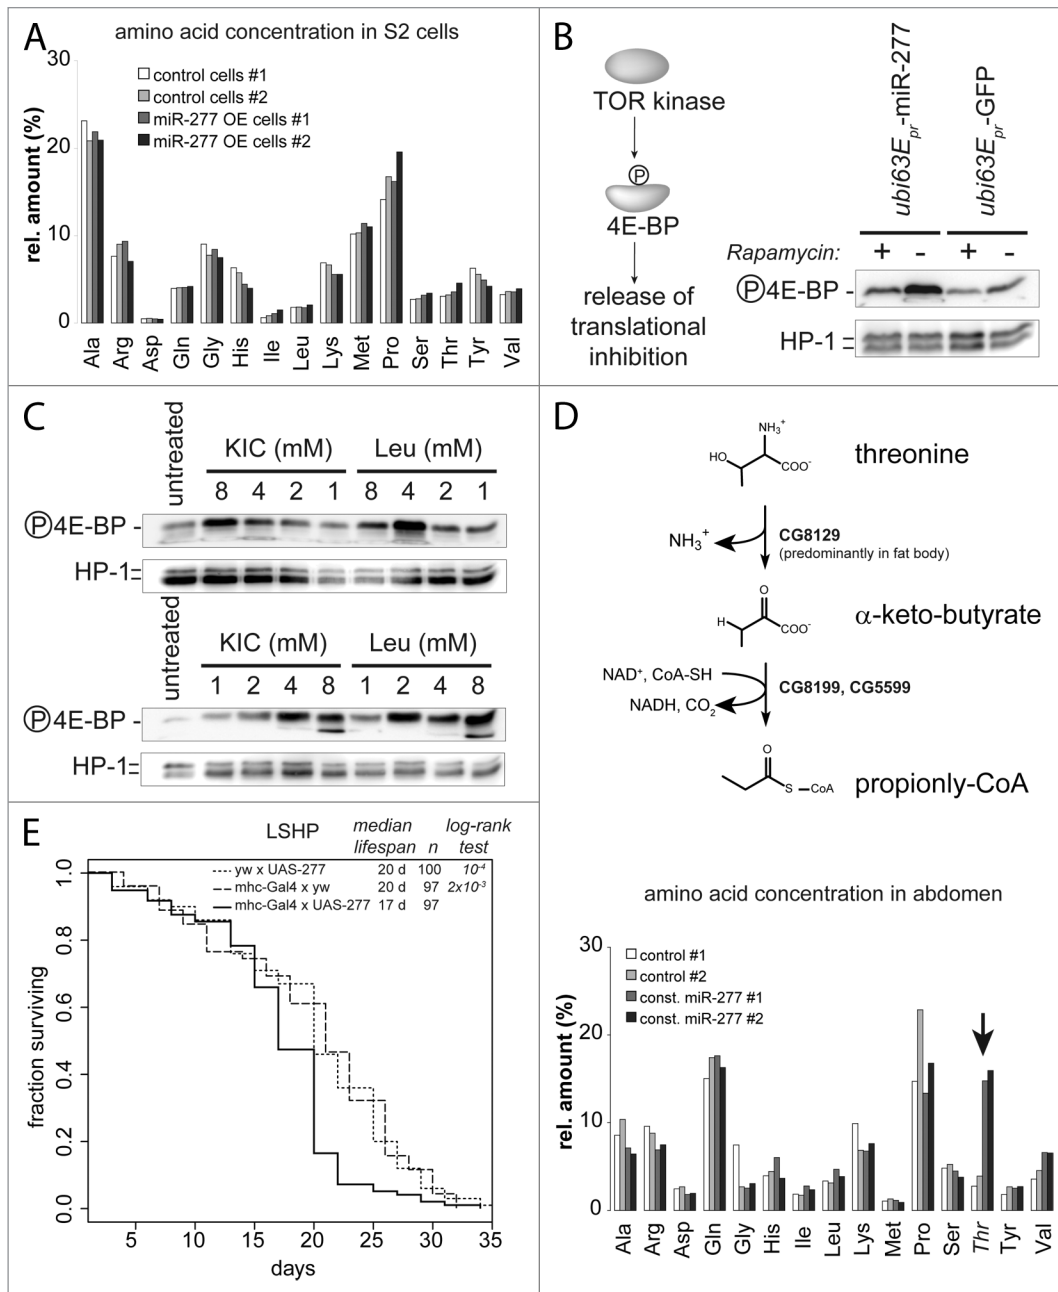 A
amino acid concentration in S2 cells
rel. amount (%)
30
20
10
0
control cells #1
control cells #2
miR-277 OE cells #1
miR-277 OE cells #2
Ala Arg Asp Gln Gly His Ile Leu Lys Met Pro Ser Thr Tyr Val
B
TOR kinase
P
4E-BP
release of
translational
inhibition
ubi63Epr-miR-277
ubi63Epr-GFP
Rapamycin: + - + -
P 4E-BP -
HP-1
C
untreated
KIC (mM) Leu (mM)
8 4 2 1 8 4 2 1
P 4E-BP -
HP-1
untreated
KIC (mM) Leu (mM)
1 2 4 8 1 2 4 8
P 4E-BP -
HP-1
D
NH3+
HO
COO-
threonine
NH3+
CG8129
(predominantly in fat body)
O
H
COO-
α-keto-butyrate
NAD+, CoA-SH
NADH, CO2
CG8199, CG5599
O
S — CoA
propionly-CoA
amino acid concentration in abdomen
rel. amount (%)
30
20
10
0
control #1
control #2
const. miR-277 #1
const. miR-277 #2
Ala Arg Asp Gln Gly His Ile Leu Lys Met Pro Ser Thr Tyr Val
E
LSHP median log-rank
lifespan n test
yw x UAS-277 20 d 100 10-4
mhc-Gal4 x yw 20 d 97 2x10-3
mhc-Gal4 x UAS-277 17 d 97
fraction surviving
1.0
0.8
0.6
0.4
0.2
0.0
5 10 15 20 25 30 35
days